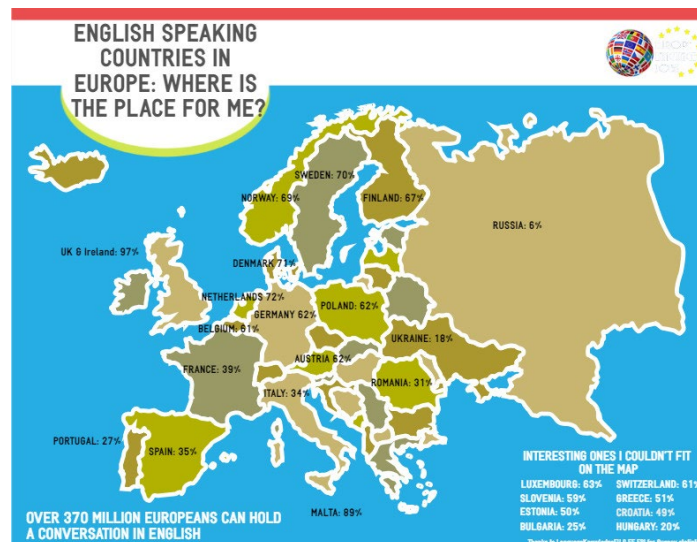 ENGLISH SPEAKING
COUNTRIES IN
EUROPE: WHERE IS
THE PLACE FOR ME?
SWEDEN: 70%
NORWAY: 69%
FINLAND: 67%
RUSSIA: 6%
UK & Ireland: 97%
DENMARK 71%
NETHERLANDS 72%
GERMANY 62%
POLAND: 62%
BELGIUM: 61%
UKRAINE: 18%
AUSTRIA 62%
FRANCE: 39%
ROMANIA: 31%
ITALY: 34%
PORTUGAL: 27%
SPAIN: 35%
MALTA: 89%
INTERESTING ONES I COULDN'T FIT
ON THE MAP
LUXEMBOURG: 63% SWITZERLAND: 61%
SLOVENIA: 59% GREECE: 51%
ESTONIA: 50% CROATIA: 49%
BULGARIA: 25% HUNGARY: 20%
OVER 370 MILLION EUROPEANS CAN HOLD
A CONVERSATION IN ENGLISH